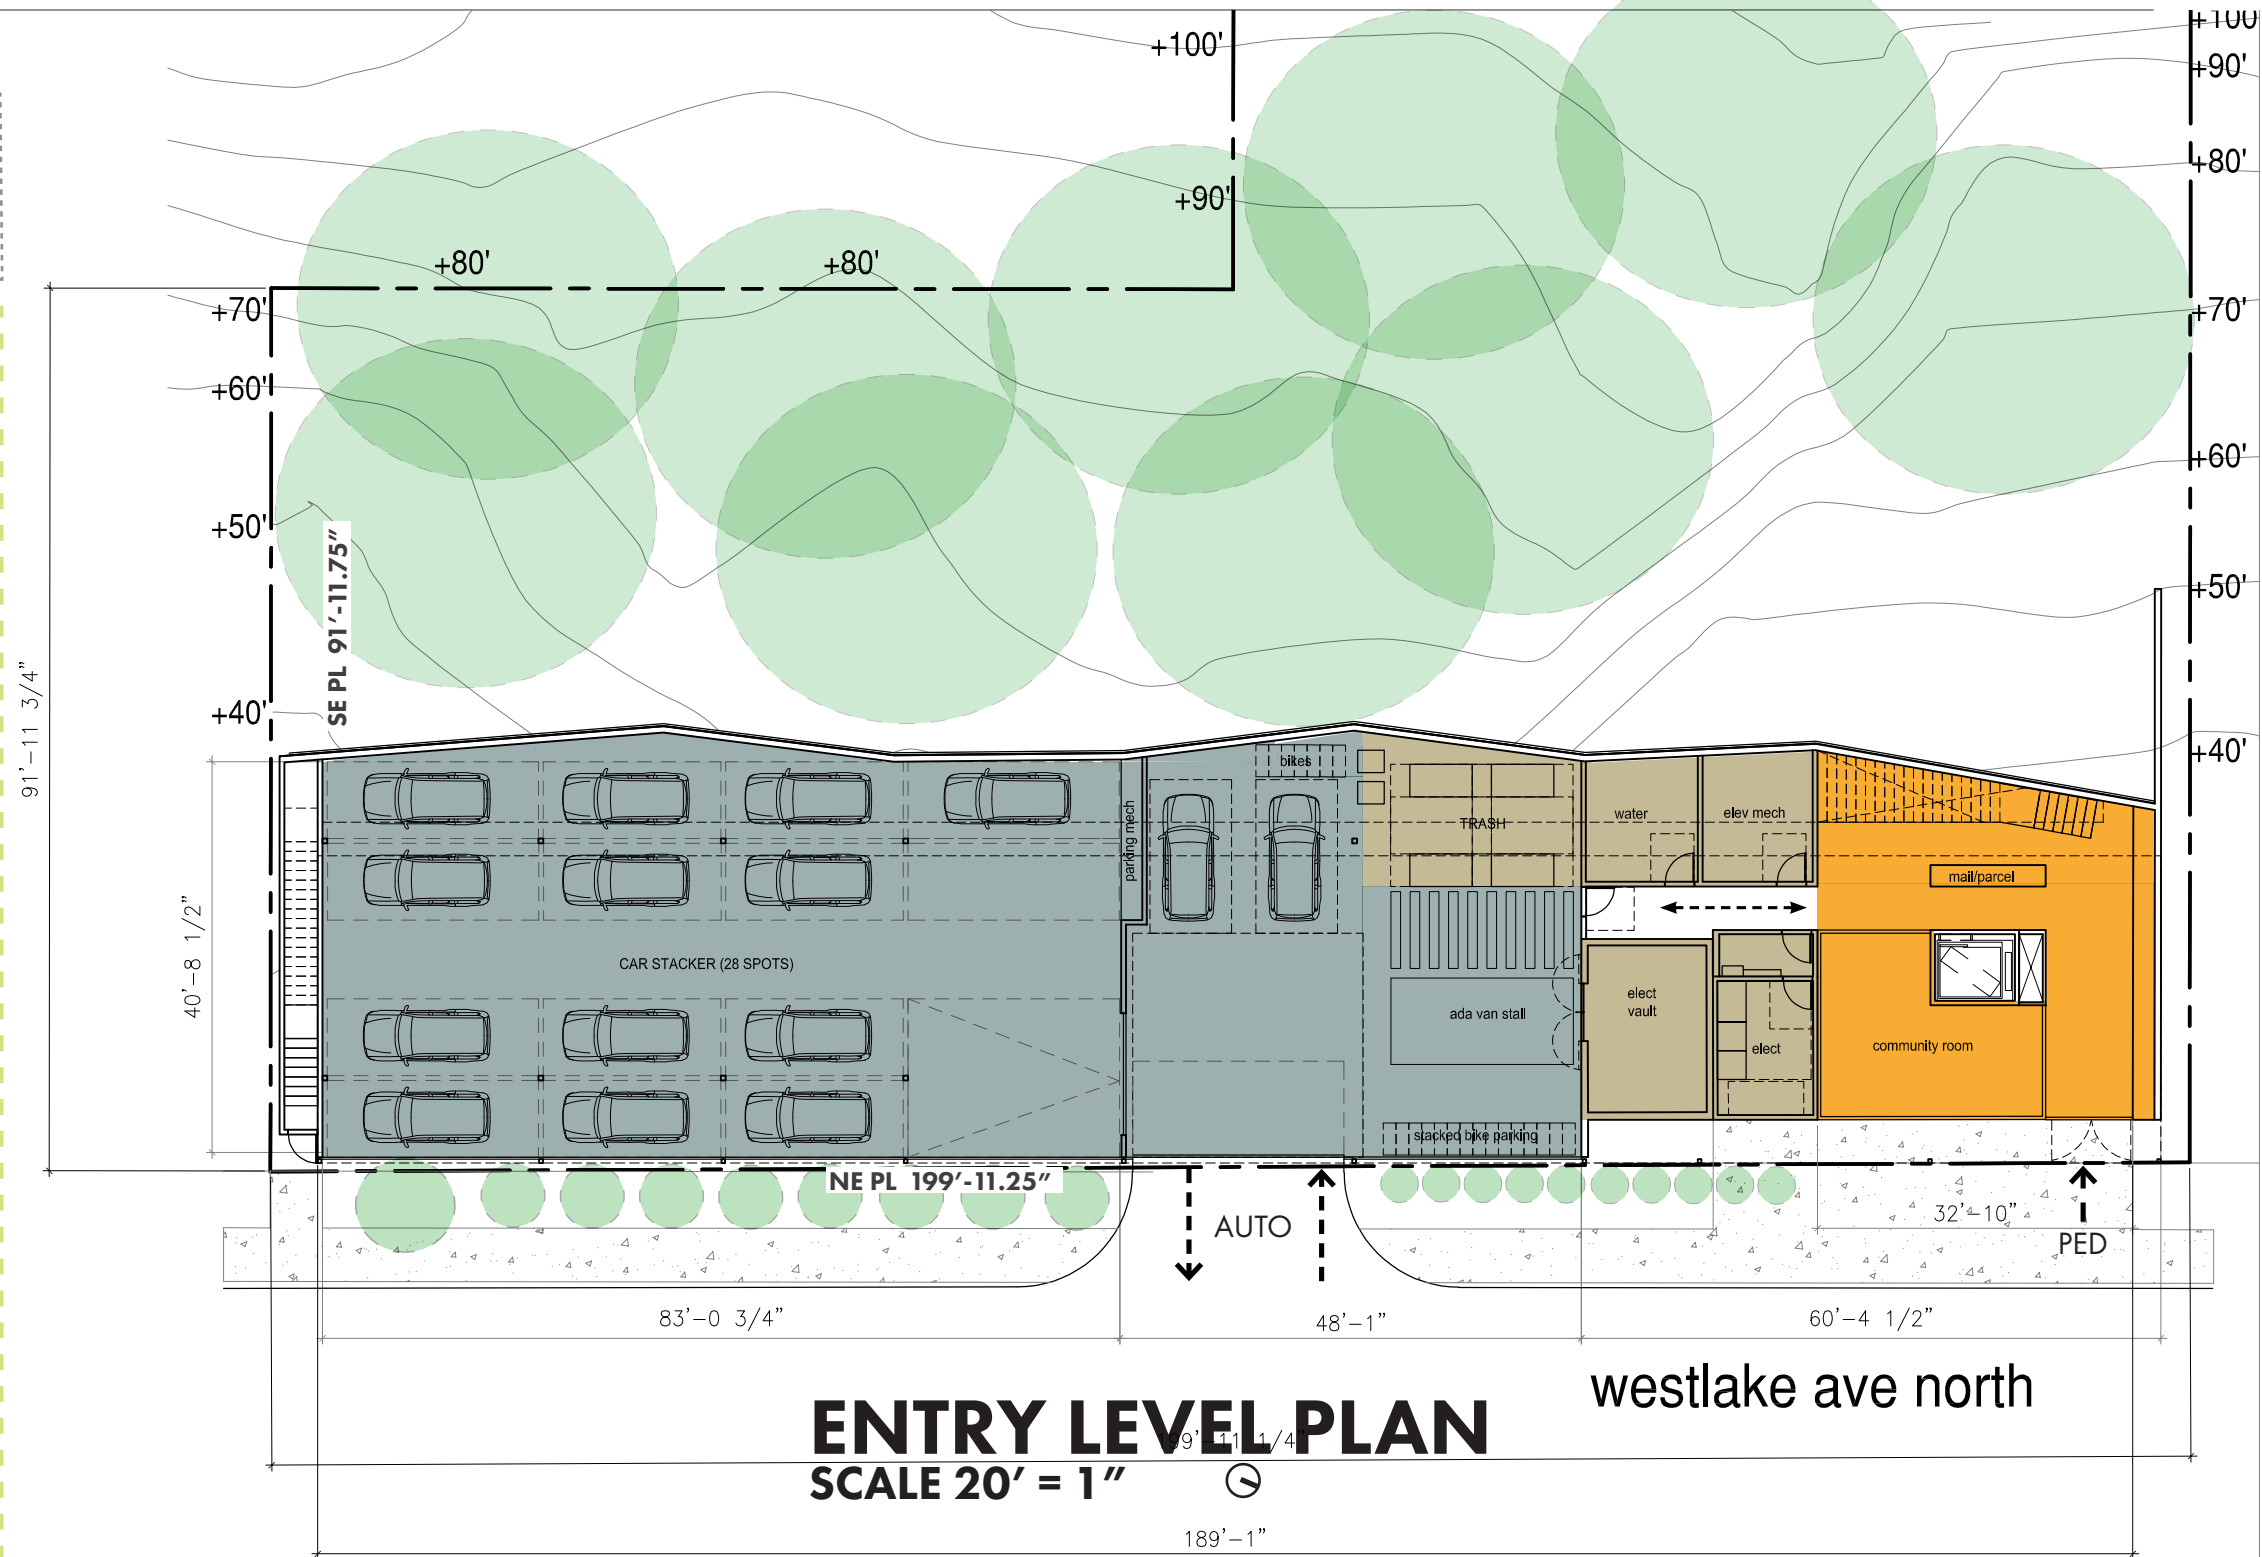 +100'
+100'
+90'
+80'
+90'
+80'
+80'
+70'
+70'
+60'
+60'
+50'
+50'
+40'
+40'
SE PL 91'-11.75"
91'-11 3/4"
40'-8 1/2"
bikes
parking mech
TRASH
water
elev mech
mail/parcel
CAR STACKER (28 SPOTS)
elect
vault
ada van stall
elect
community room
stacked bike parking
NE PL 199'-11.25"
AUTO
32'-10"
PED
83'-0 3/4"
48'-1"
60'-4 1/2"
westlake ave north
ENTRY LEVEL PLAN
199'-11 1/4"
SCALE 20' = 1"
189'-1"